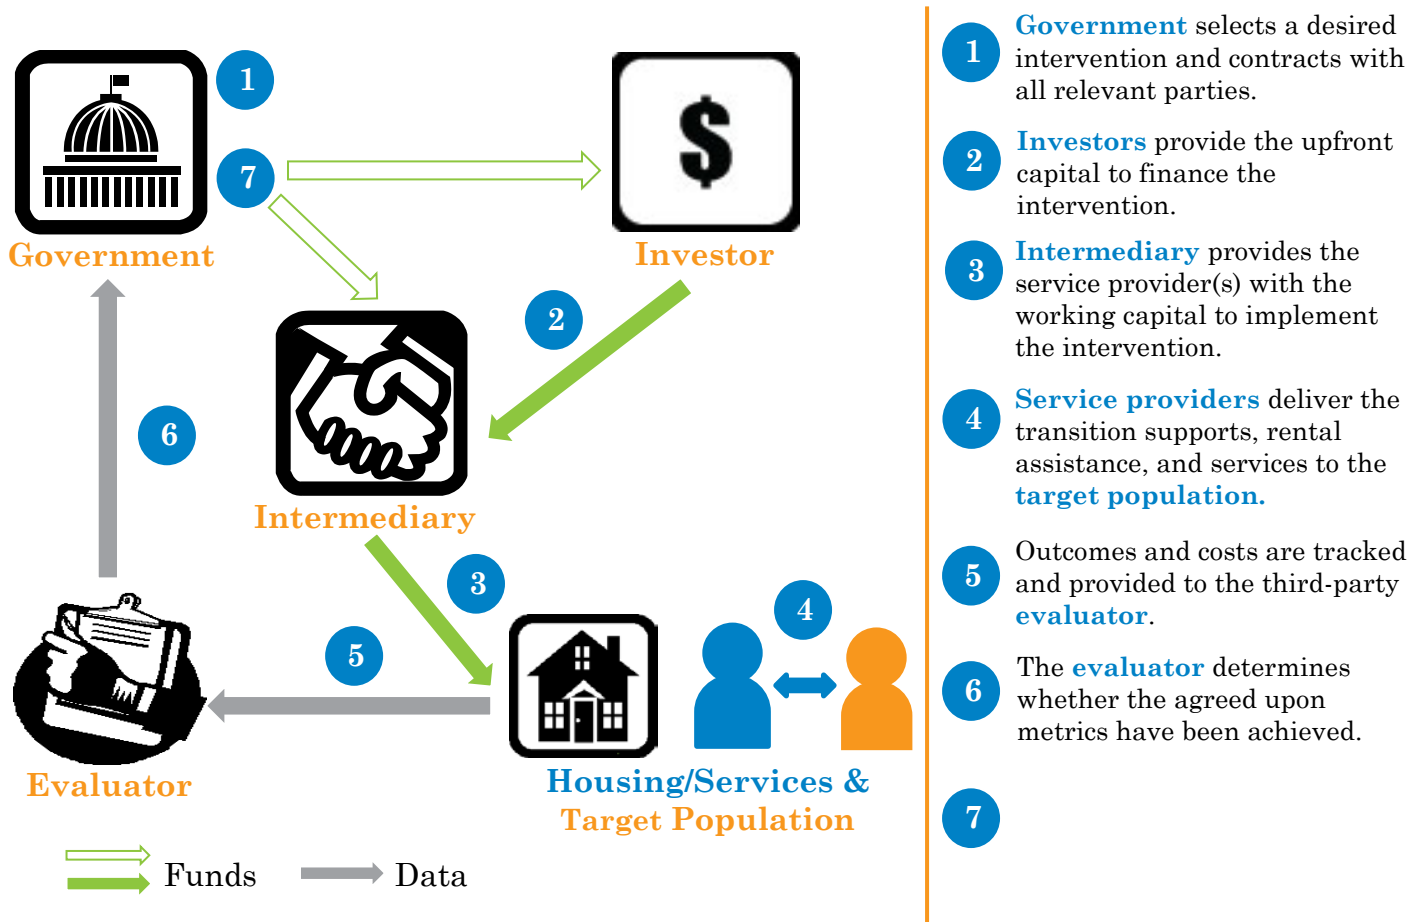 1
7
$
Government
Investor
2
6
Intermediary
3
4
5
Evaluator
Housing/Services &
Target Population
Funds
Data
1
Government selects a desired
intervention and contracts with
all relevant parties.
2
Investors provide the upfront
capital to finance the
intervention.
3
Intermediary provides the
service provider(s) with the
working capital to implement
the intervention.
4
Service providers deliver the
transition supports, rental
assistance, and services to the
target population.
5
Outcomes and costs are tracked
and provided to the third-party
evaluator.
6
The evaluator determines
whether the agreed upon
metrics have been achieved.
7